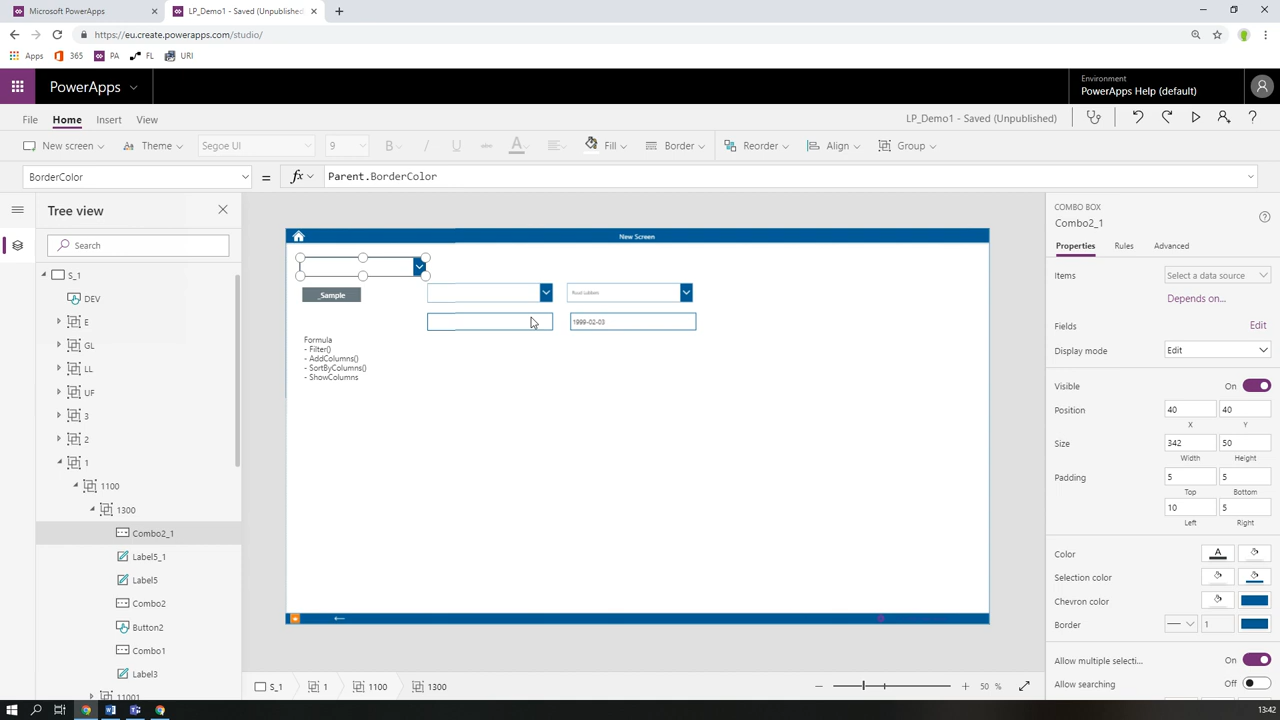 Microsoft PowerApps
LP_Demo1 - Saved (Unpublished)
https://eu.create.powerapps.com/studio/
Apps
365
PA
FL
URI
PowerApps
Environment
PowerApps Help (default)
File
Home
Insert
View
LP_Demo1 - Saved (Unpublished)
New screen
Theme
Segoe UI
9
B
/
U
abc
A
Fill
Border
Reorder
Align
Group
BorderColor
=
fx
Parent.BorderColor
Tree view
Search
S_1
DEV
E
GL
LL
UF
3
2
1
1100
1300
Combo2_1
Label5_1
Label5
Combo2
Button2
Combo1
Label3
11001
New Screen
_Sample
1999-02-03
Formula
- Filter()
- AddColumns()
- SortByColumns()
- ShowColumns
COMBO BOX
Combo2_1
Properties
Rules
Advanced
Items
Select a data source
Depends on...
Fields
Edit
Display mode
Edit
Visible
On
Position
40
40
X
Y
Size
342
50
Width
Height
Padding
5
5
Top
Bottom
10
5
Left
Right
Color
A
Selection color
Chevron color
Border
1
Allow multiple selecti...
On
Allow searching
Off
S_1
1
1100
1300
50 %
13:42